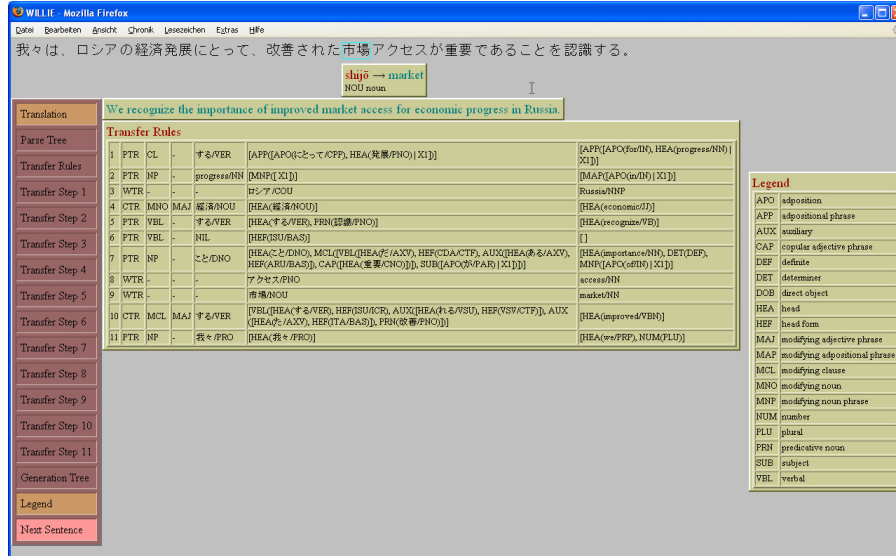 WILLIE - Mozilla Firefox
Datei Bearbeiten Ansicht Chronik Lesezeichen Extras Hilfe
我々は、ロシアの経済発展にとって、改善された市場アクセスが重要であることを認識する。
shijō → market
NOU noun
We recognize the importance of improved market access for economic progress in Russia.
Translation
Parse Tree
Transfer Rules
Transfer Step 1
Transfer Step 2
Transfer Step 3
Transfer Step 4
Transfer Step 5
Transfer Step 6
Transfer Step 7
Transfer Step 8
Transfer Step 9
Transfer Step 10
Transfer Step 11
Generation Tree
Legend
Next Sentence
Transfer Rules
1 PTR CL - する/VER [APP([APO(にとって/CPP), HEA(発展/PNO) | X1])] [APP([APO(for/IN), HEA(progress/NN) |
X1])]
2 PTR NP - progress/NN [MNP([ X1])] [MAP([APO(in/IN) | X1])]
3 WTR - - - ロシア/COU Russia/NNP
4 CTR MNO MAJ 経済/NOU [HEA(経済/NOU)] [HEA(economic/JJ)]
5 PTR VBL - する/VER [HEA(する/VER), PRN(認識/PNO)] [HEA(recognize/VB)]
6 PTR VBL - NIL [HEF(ISU/BAS)] [ ]
7 PTR NP - こと/DNO [HEA(こと/DNO), MCL([VBL([HEA(だ/AXV), HEF(CDA/CTF), AUX([HEA(ある/AXV),
HEF(ARU/BAS)]), CAP([HEA(重要/CNO)])]), SUB([APO(が/PAR) | X1])])] [HEA(importance/NN), DET(DEF),
MNP([APO(of/IN) | X1])]
8 WTR - - - アクセス/PNO access/NN
9 WTR - - - 市場/NOU market/NN
10 CTR MCL MAJ する/VER [VBL([HEA(する/VER), HEF(ISU/ICR), AUX([HEA(れる/VSU), HEF(VSV/CTF)]), AUX
([HEA(た/AXV), HEF(ITA/BAS)]), PRN(改善/PNO)])] [HEA(improved/VBN)]
11 PTR NP - 我々/PRO [HEA(我々/PRO)] [HEA(we/PRP), NUM(PLU)]
Legend
APO adposition
APP adpositional phrase
AUX auxiliary
CAP copular adjective phrase
DEF definite
DET determiner
DOB direct object
HEA head
HEF head form
MAJ modifying adjective phrase
MAP modifying adpositional phrase
MCL modifying clause
MNO modifying noun
MNP modifying noun phrase
NUM number
PLU plural
PRN predicative noun
SUB subject
VBL verbal